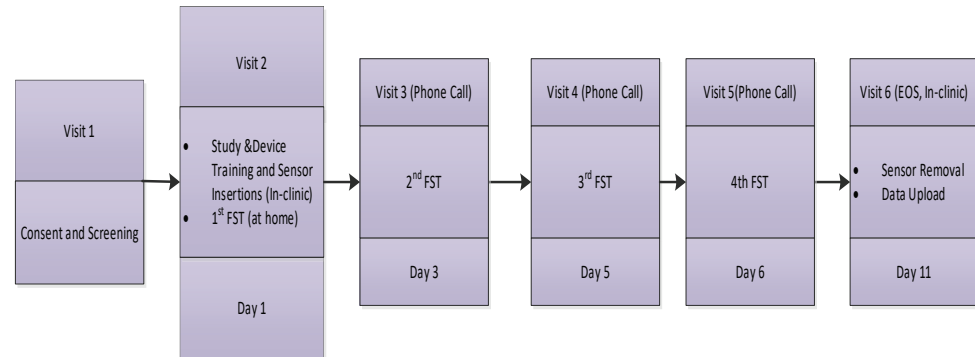 Visit 1
Consent and Screening
Visit 2
• Study &Device
Training and Sensor
Insertions (In-clinic)
• 1st FST (at home)
Day 1
Visit 3 (Phone Call)
2nd FST
Day 3
Visit 4 (Phone Call)
3rd FST
Day 5
Visit 5(Phone Call)
4th FST
Day 6
Visit 6 (EOS, In-clinic)
• Sensor Removal
• Data Upload
Day 11